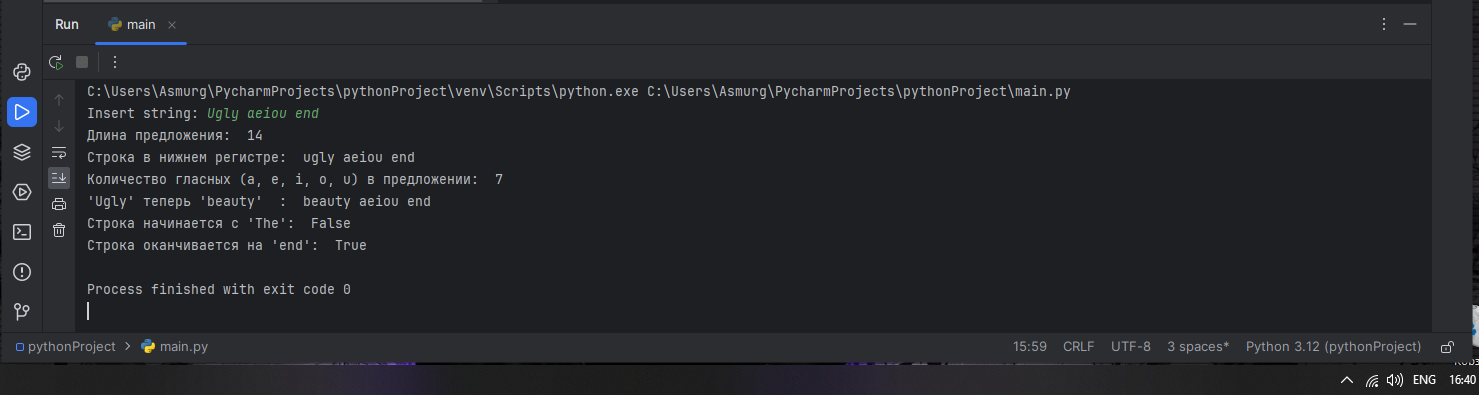 Run main
C:\Users\Asmurg\PycharmProjects\pythonProject\venv\Scripts\python.exe C:\Users\Asmurg\PycharmProjects\pythonProject\main.py
Insert string: Ugly aeiou end
Длина предложения:  14
Строка в нижнем регистре:  ugly aeiou end
Количество гласных (a, e, i, o, u) в предложении:  7
'Ugly' теперь 'beauty'  :  beauty aeiou end
Строка начинается с 'The':  False
Строка оканчивается на 'end':  True
Process finished with exit code 0
pythonProject > main.py 15:59 CRLF UTF-8 3 spaces* Python 3.12 (pythonProject)
ENG 16:40